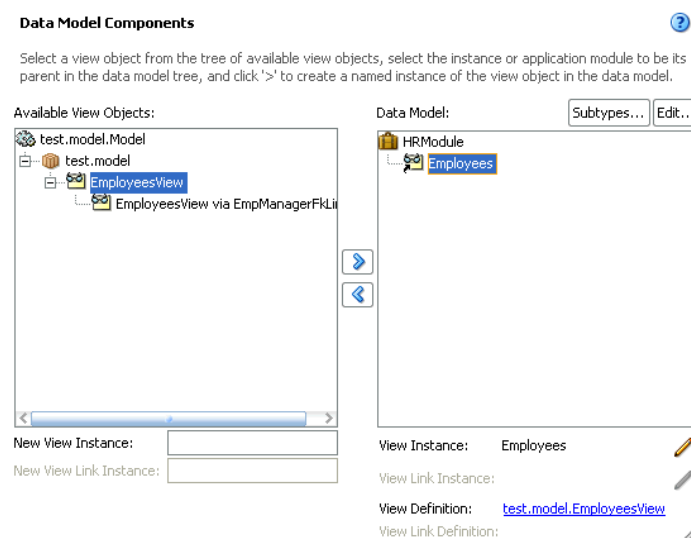 Data Model Components
Select a view object from the tree of available view objects, select the instance or application module to be its
parent in the data model tree, and click '>' to create a named instance of the view object in the data model.
Available View Objects:
test.model.Model
test.model
EmployeesView
EmployeesView via EmpManagerFkLi
New View Instance:
New View Link Instance:
Data Model:
Subtypes...
Edit..
HRModule
Employees
View Instance: Employees
View Link Instance:
View Definition: test.model.EmployeesView
View Link Definition: